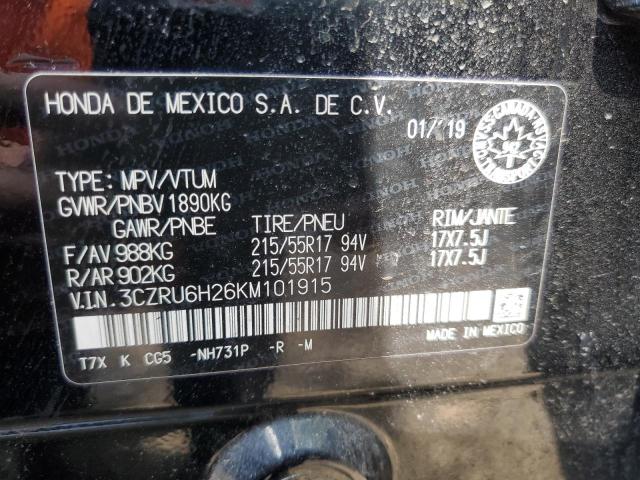 HONDA DE MEXICO S.A. DE C.V.
01/19
CANADA
TRANSPORT
TYPE: MPV/VTUM
GVWR/PNBV 1890KG
GAWR/PNBE TIRE/PNEU RIM/JANTE
F/AV 988KG 215/55R17 94V 17X7.5J
R/AR 902KG 215/55R17 94V 17X7.5J
V.I.N. 3CZRU6H26KM101915
MADE IN MEXICO
T7X K CG5 -NH731P -R -M